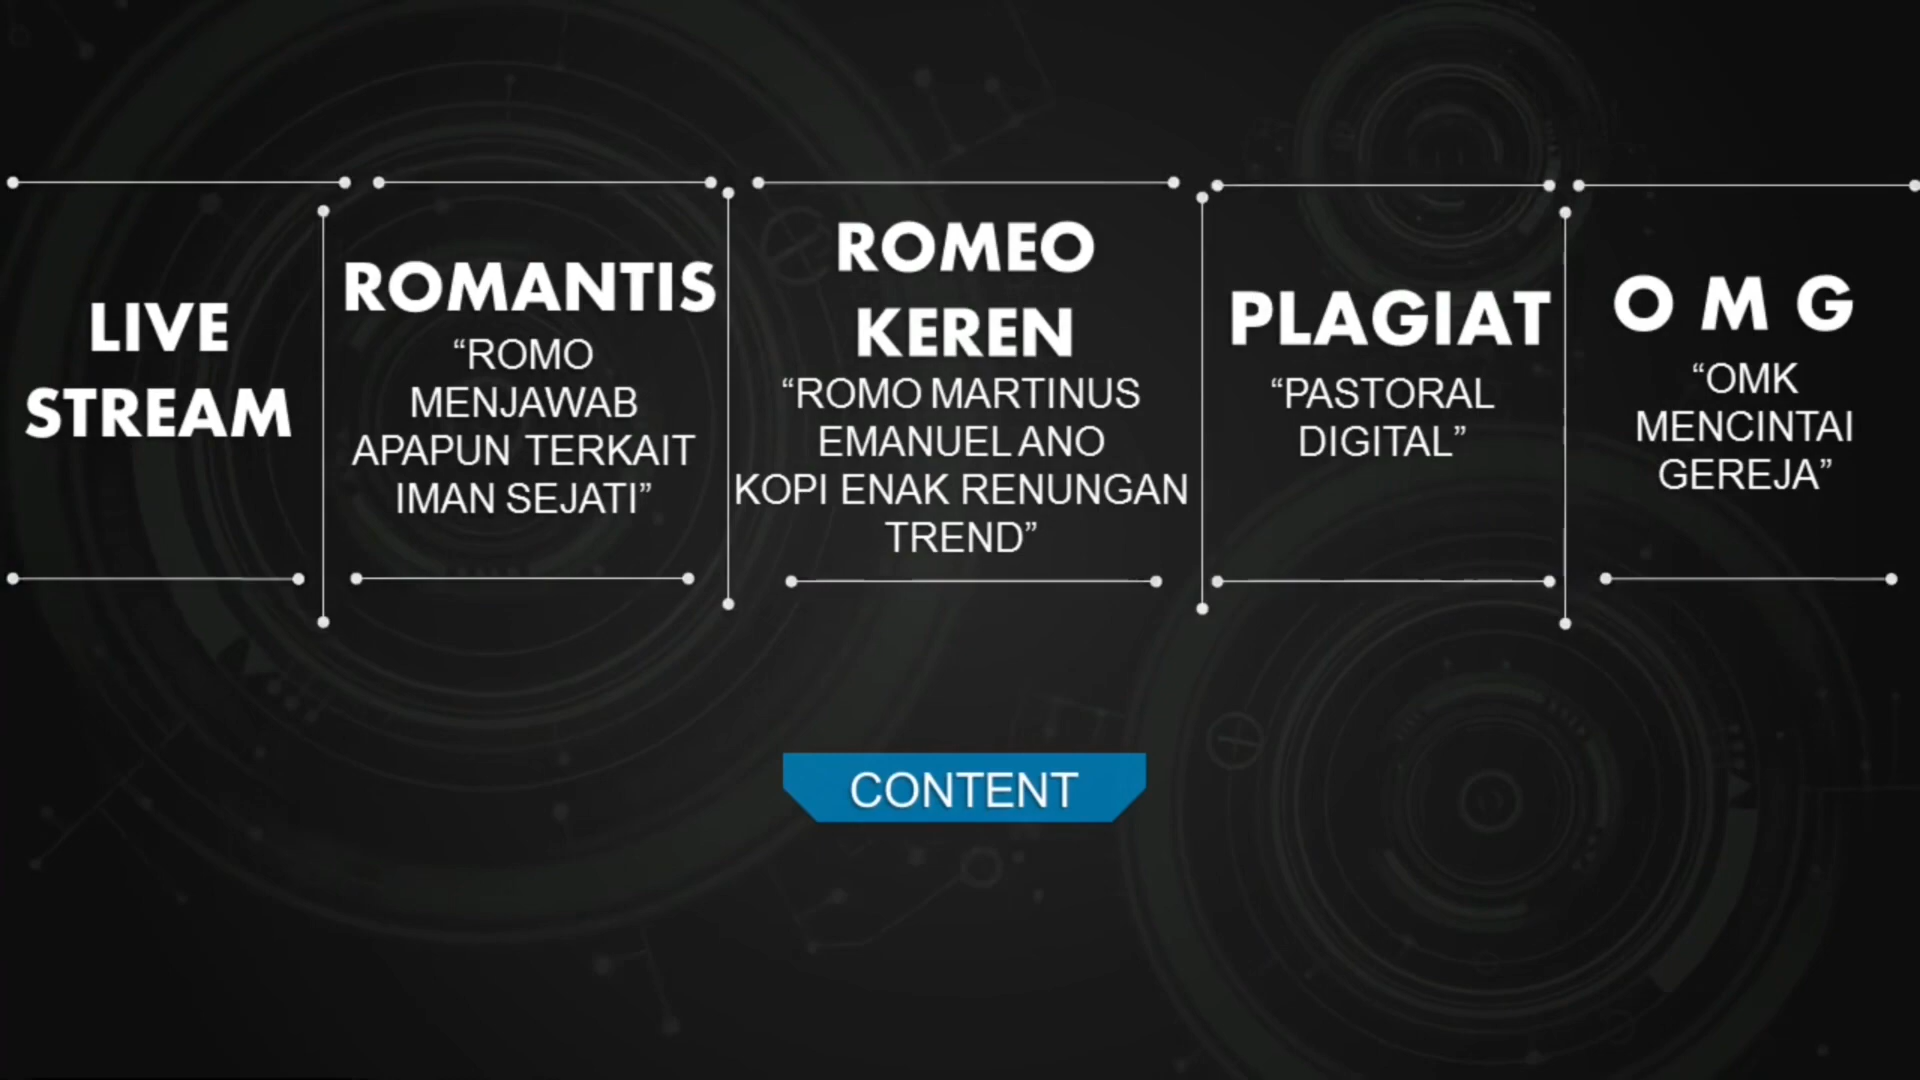 LIVE
STREAM
ROMANTIS
“ROMO
MENJAWAB
APAPUN TERKAIT
IMAN SEJATI”
ROMEO
KEREN
“ROMO MARTINUS
EMANUEL ANO
KOPI ENAK RENUNGAN
TREND”
PLAGIAT
“PASTORAL
DIGITAL”
O M G
“OMK
MENCINTAI
GEREJA”
CONTENT